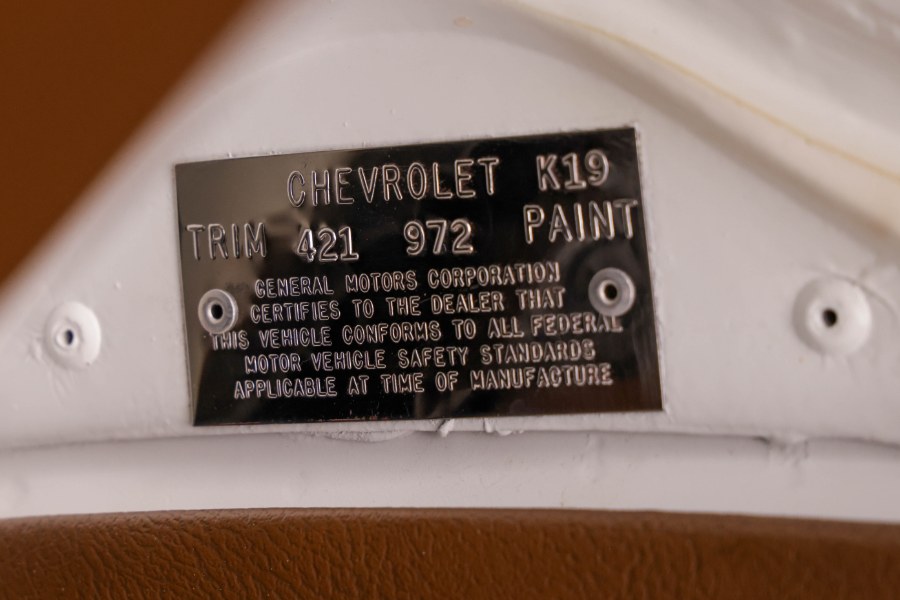 CHEVROLET K19
TRIM 421 972 PAINT
GENERAL MOTORS CORPORATION
CERTIFIES TO THE DEALER THAT
THIS VEHICLE CONFORMS TO ALL FEDERAL
MOTOR VEHICLE SAFETY STANDARDS
APPLICABLE AT TIME OF MANUFACTURE